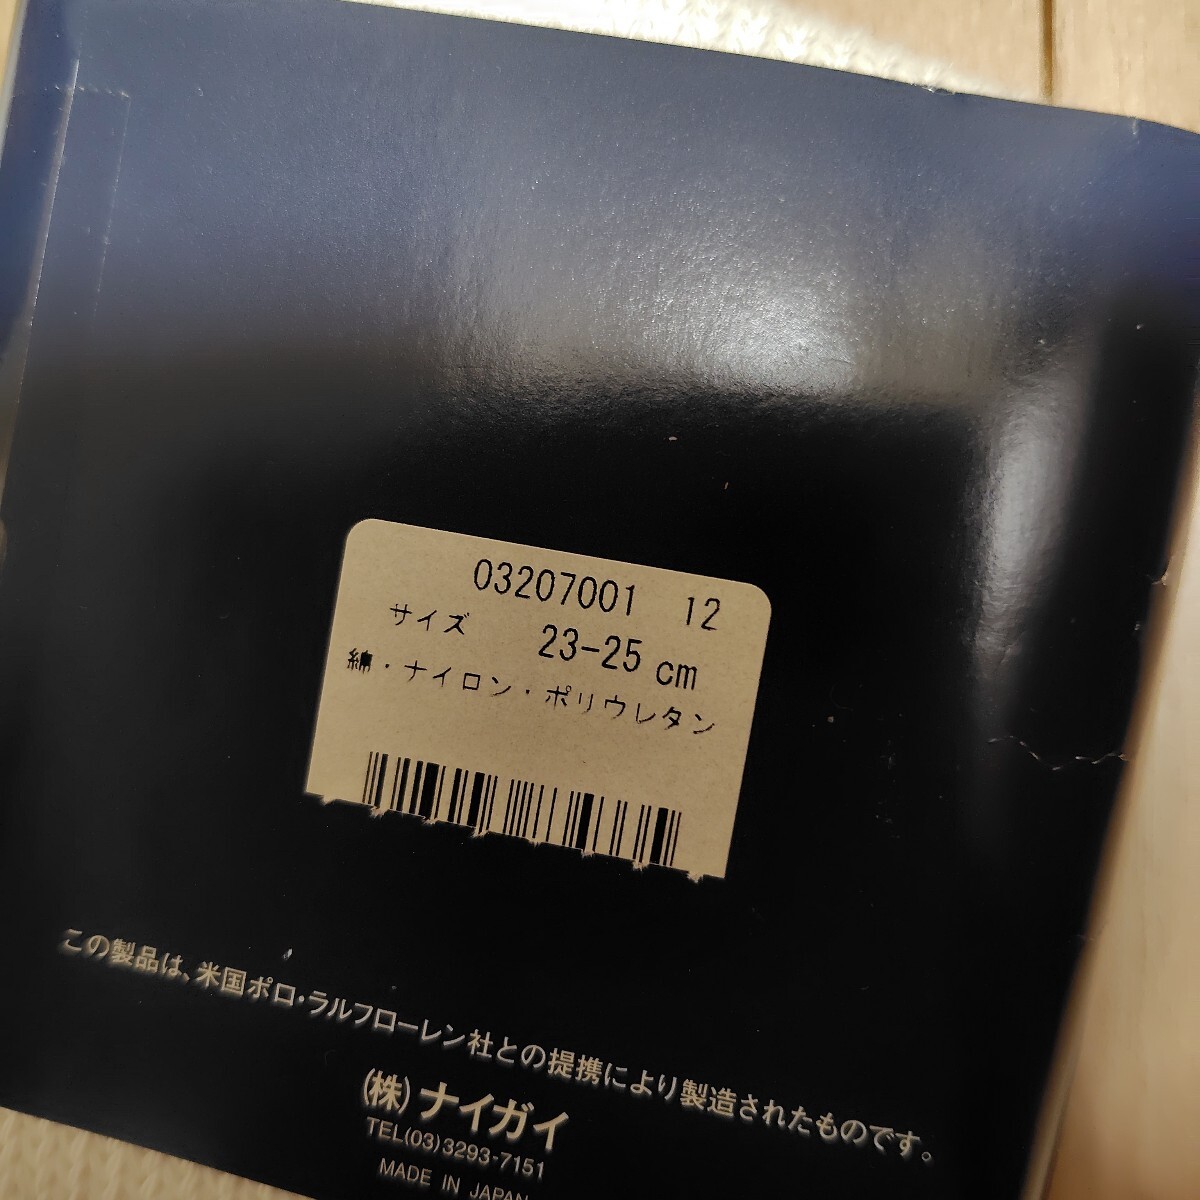 03207001 12
サイズ 23-25 cm
綿・ナイロン・ポリウレタン
この製品は、米国ポロ・ラルフローレン社との提携により製造されたものです。
(株)ナイガイ
TEL(03)3293-7151
MADE IN JAPAN